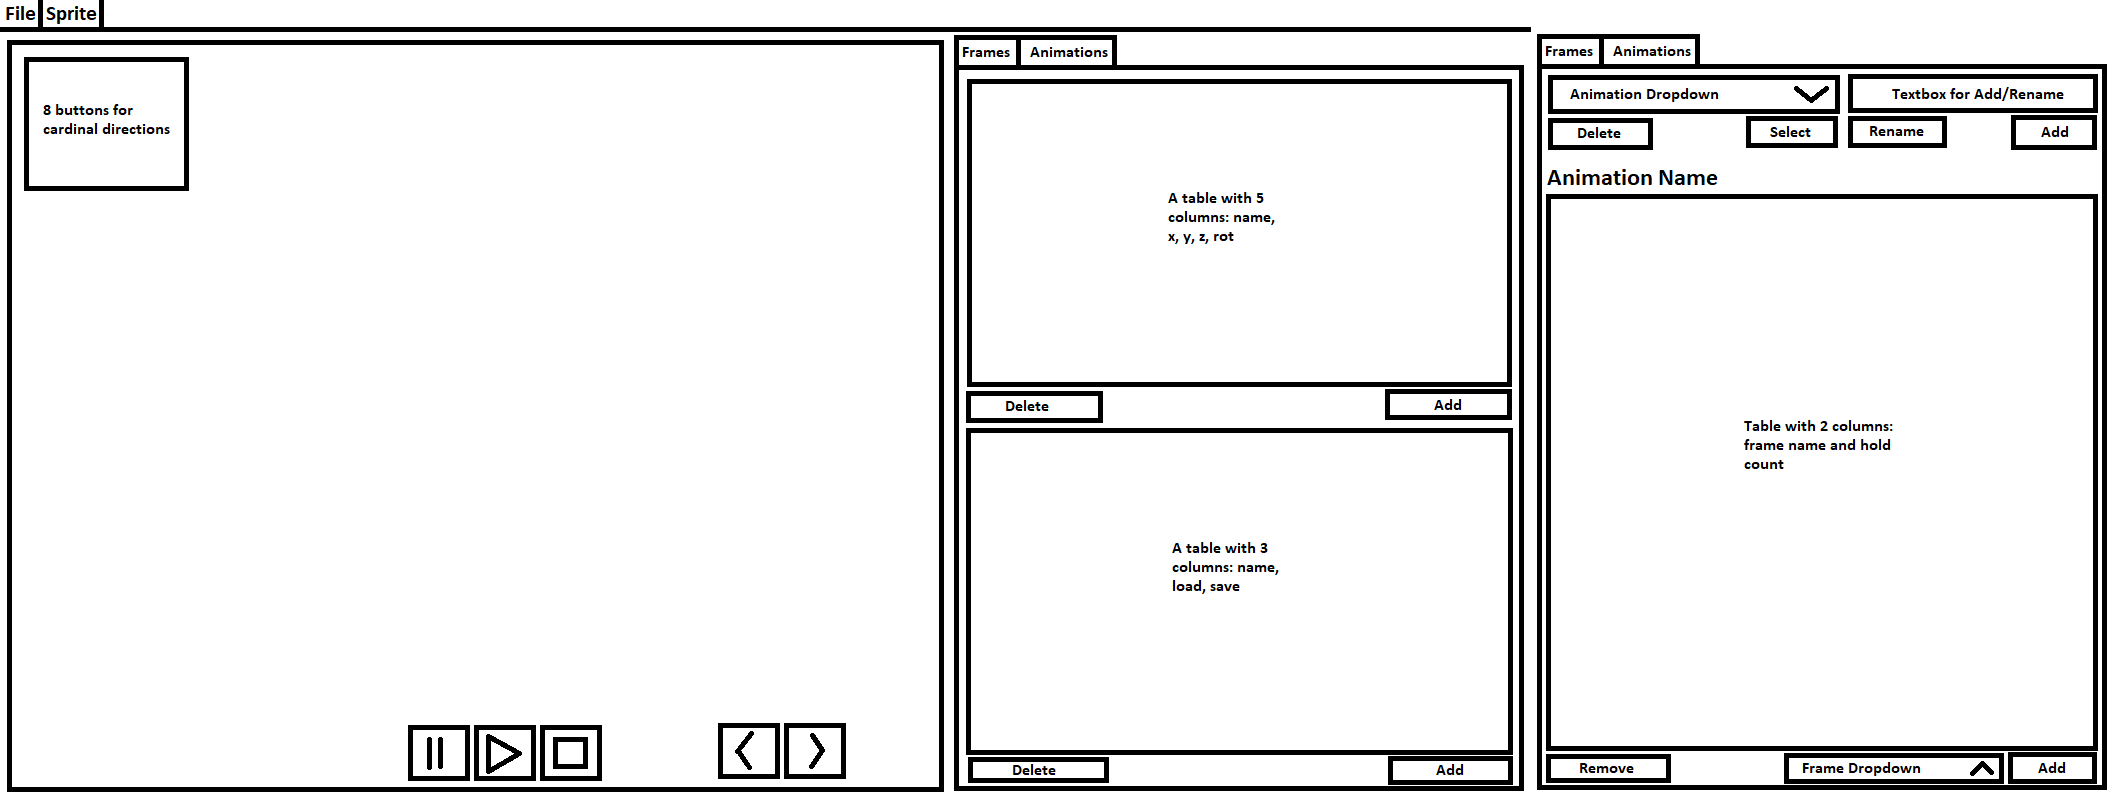 File Sprite
8 buttons for
cardinal directions
Frames Animations
A table with 5
columns: name,
x, y, z, rot
Delete Add
A table with 3
columns: name,
load, save
Delete Add
Frames Animations
Animation Dropdown Textbox for Add/Rename
Delete Select Rename Add
Animation Name
Table with 2 columns:
frame name and hold
count
Remove Frame Dropdown Add